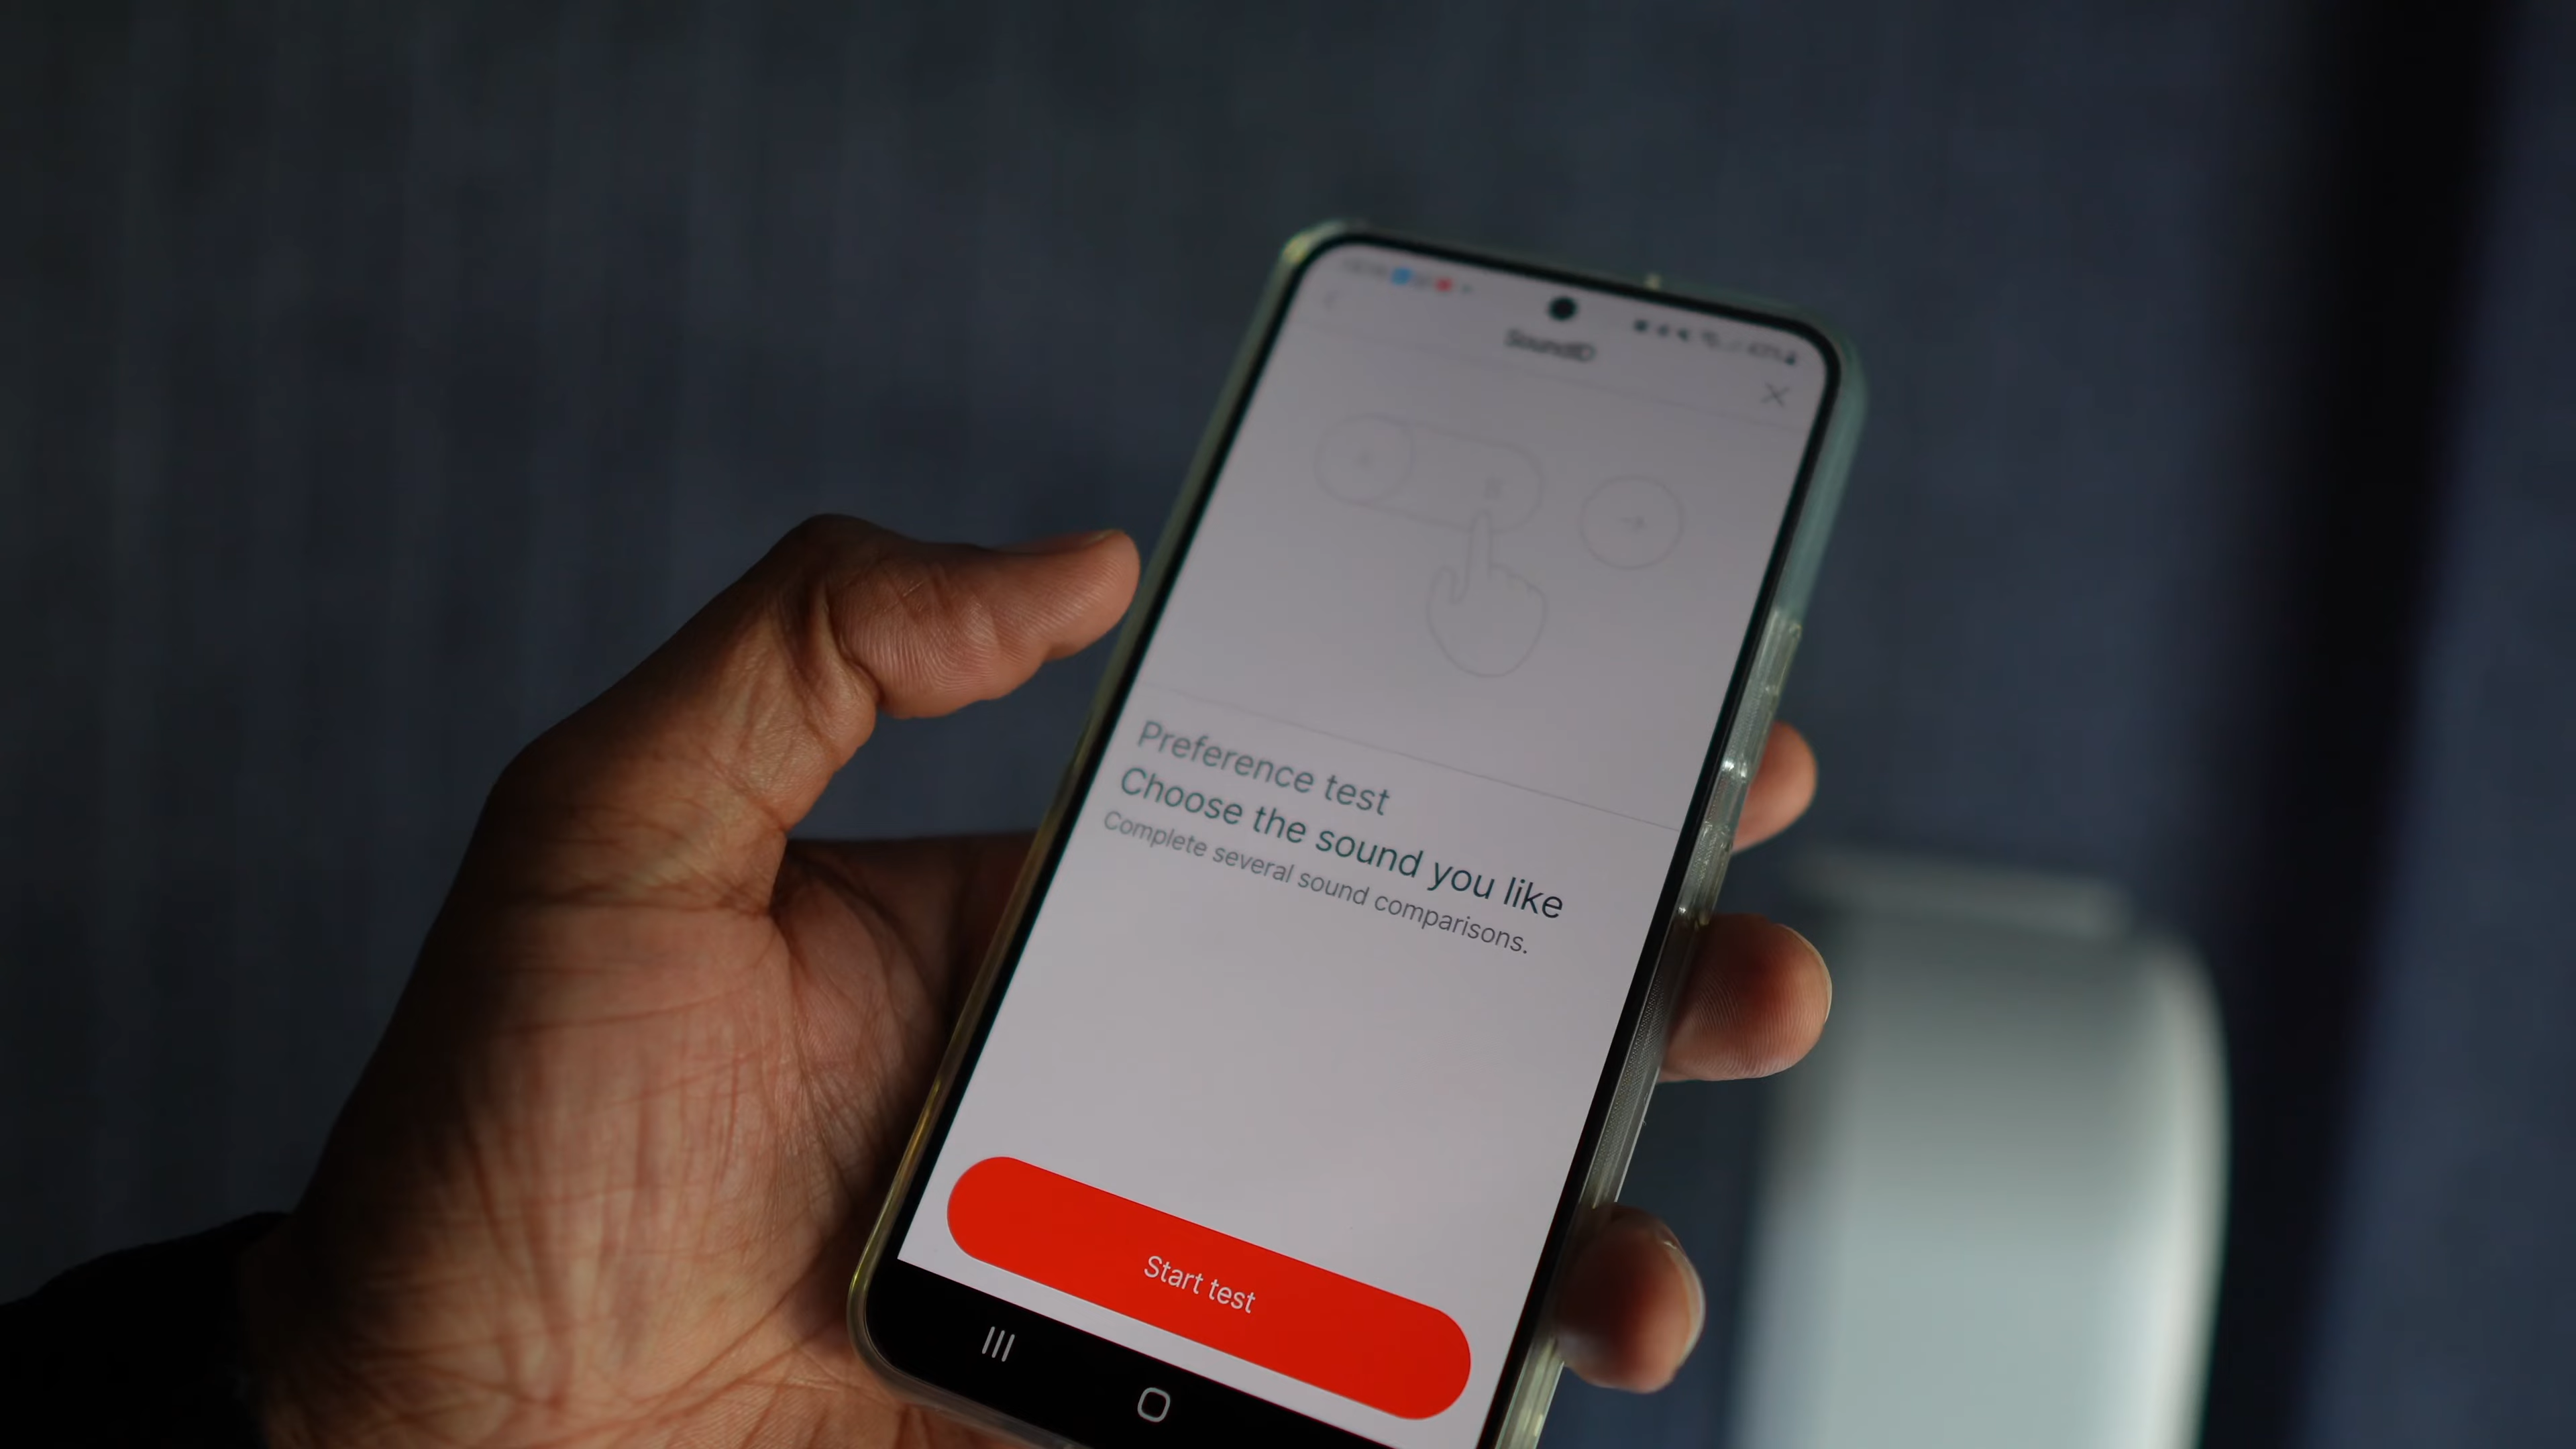 SoundID
Preference test
Choose the sound you like
Complete several sound comparisons.
Start test